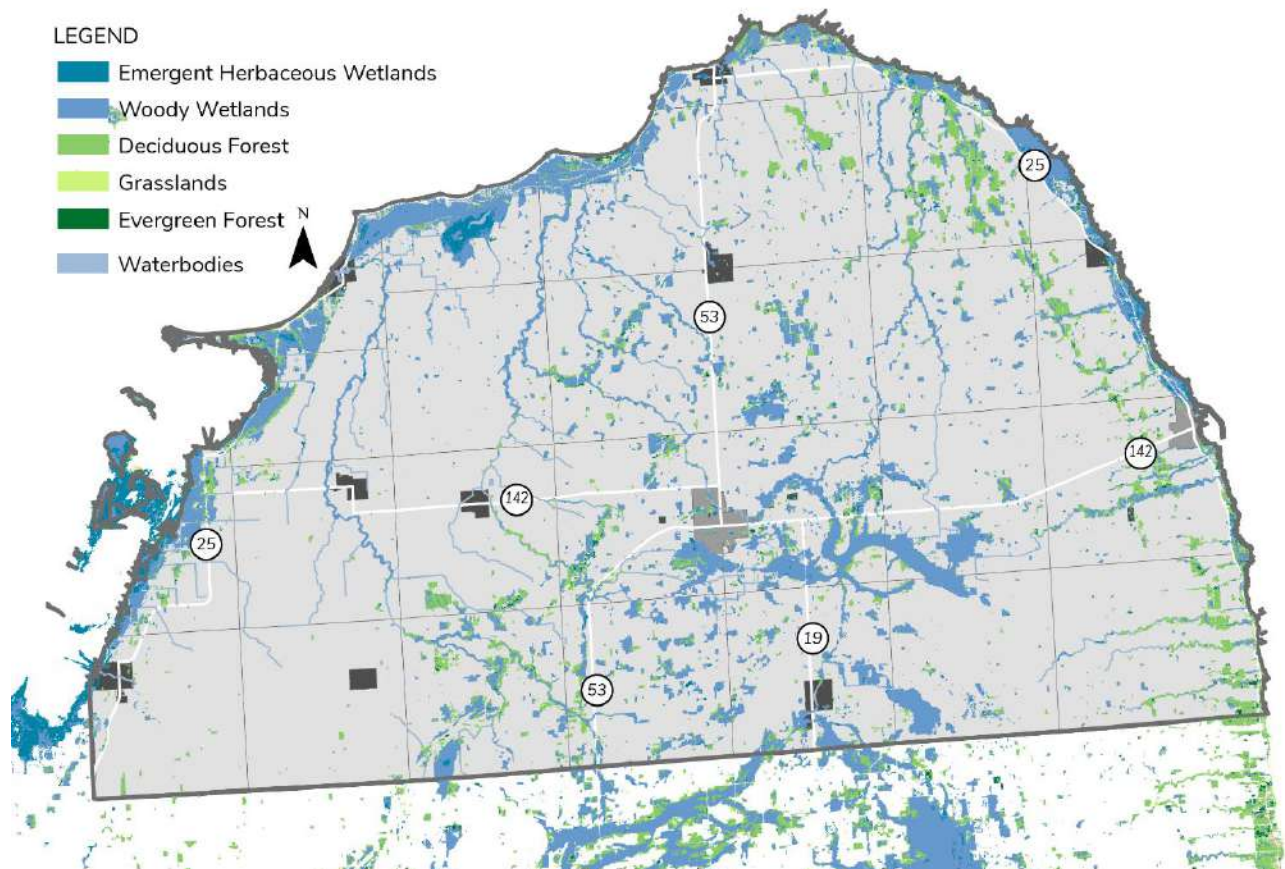 LEGEND
Emergent Herbaceous Wetlands
Woody Wetlands
Deciduous Forest
Grasslands
Evergreen Forest
Waterbodies
N
25
53
142
142
25
19
53